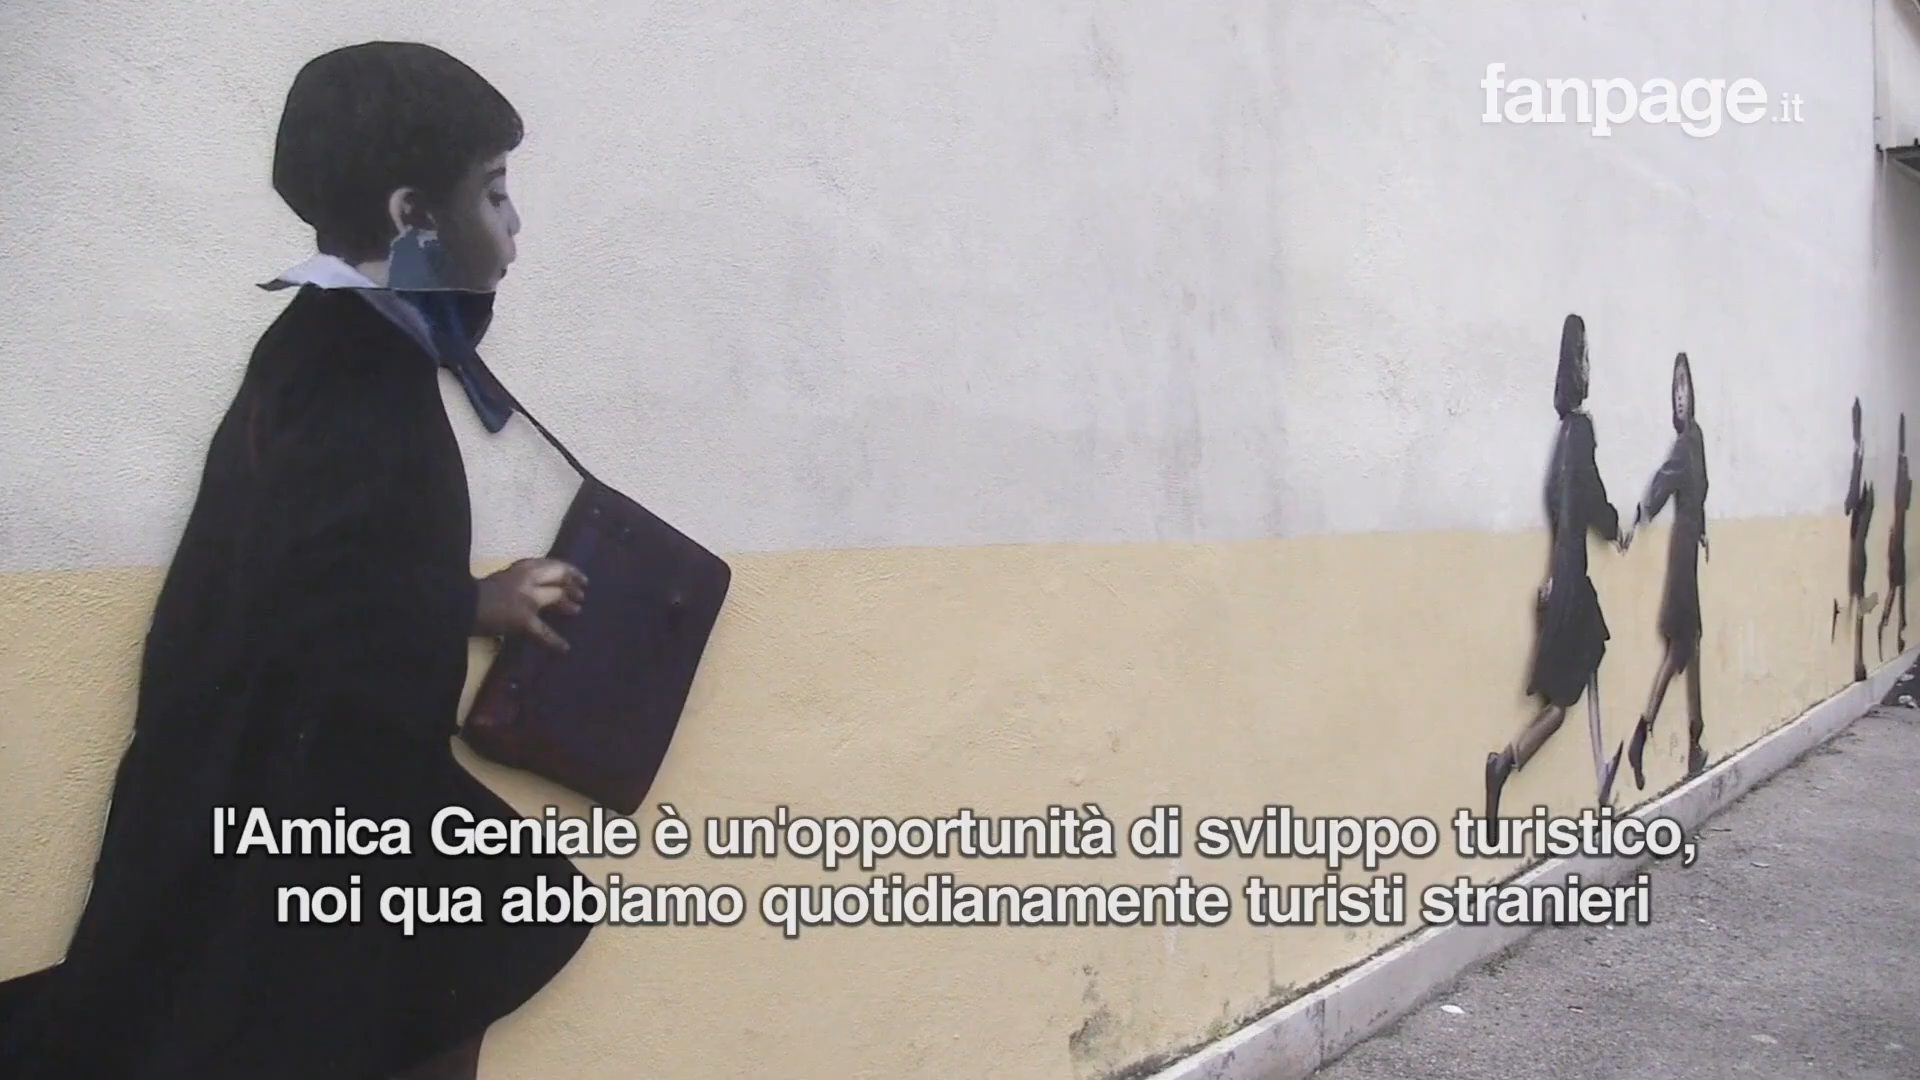 fanpage.it
l'Amica Geniale è un'opportunità di sviluppo turistico,
noi qua abbiamo quotidianamente turisti stranieri